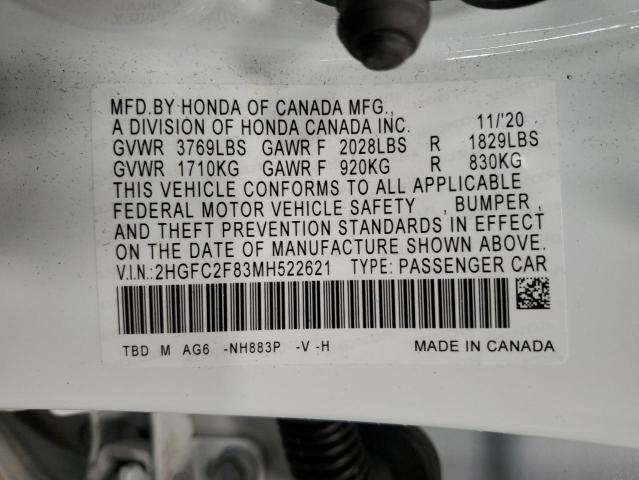 MFD.BY HONDA OF CANADA MFG.,
A DIVISION OF HONDA CANADA INC. 11/'20
GVWR 3769LBS GAWR F 2028LBS R 1829LBS
GVWR 1710KG GAWR F 920KG R 830KG
THIS VEHICLE CONFORMS TO ALL APPLICABLE
FEDERAL MOTOR VEHICLE SAFETY , BUMPER ,
AND THEFT PREVENTION STANDARDS IN EFFECT
ON THE DATE OF MANUFACTURE SHOWN ABOVE.
V.I.N.:2HGFC2F83MH522621 TYPE: PASSENGER CAR
TBD M AG6 -NH883P -V -H MADE IN CANADA